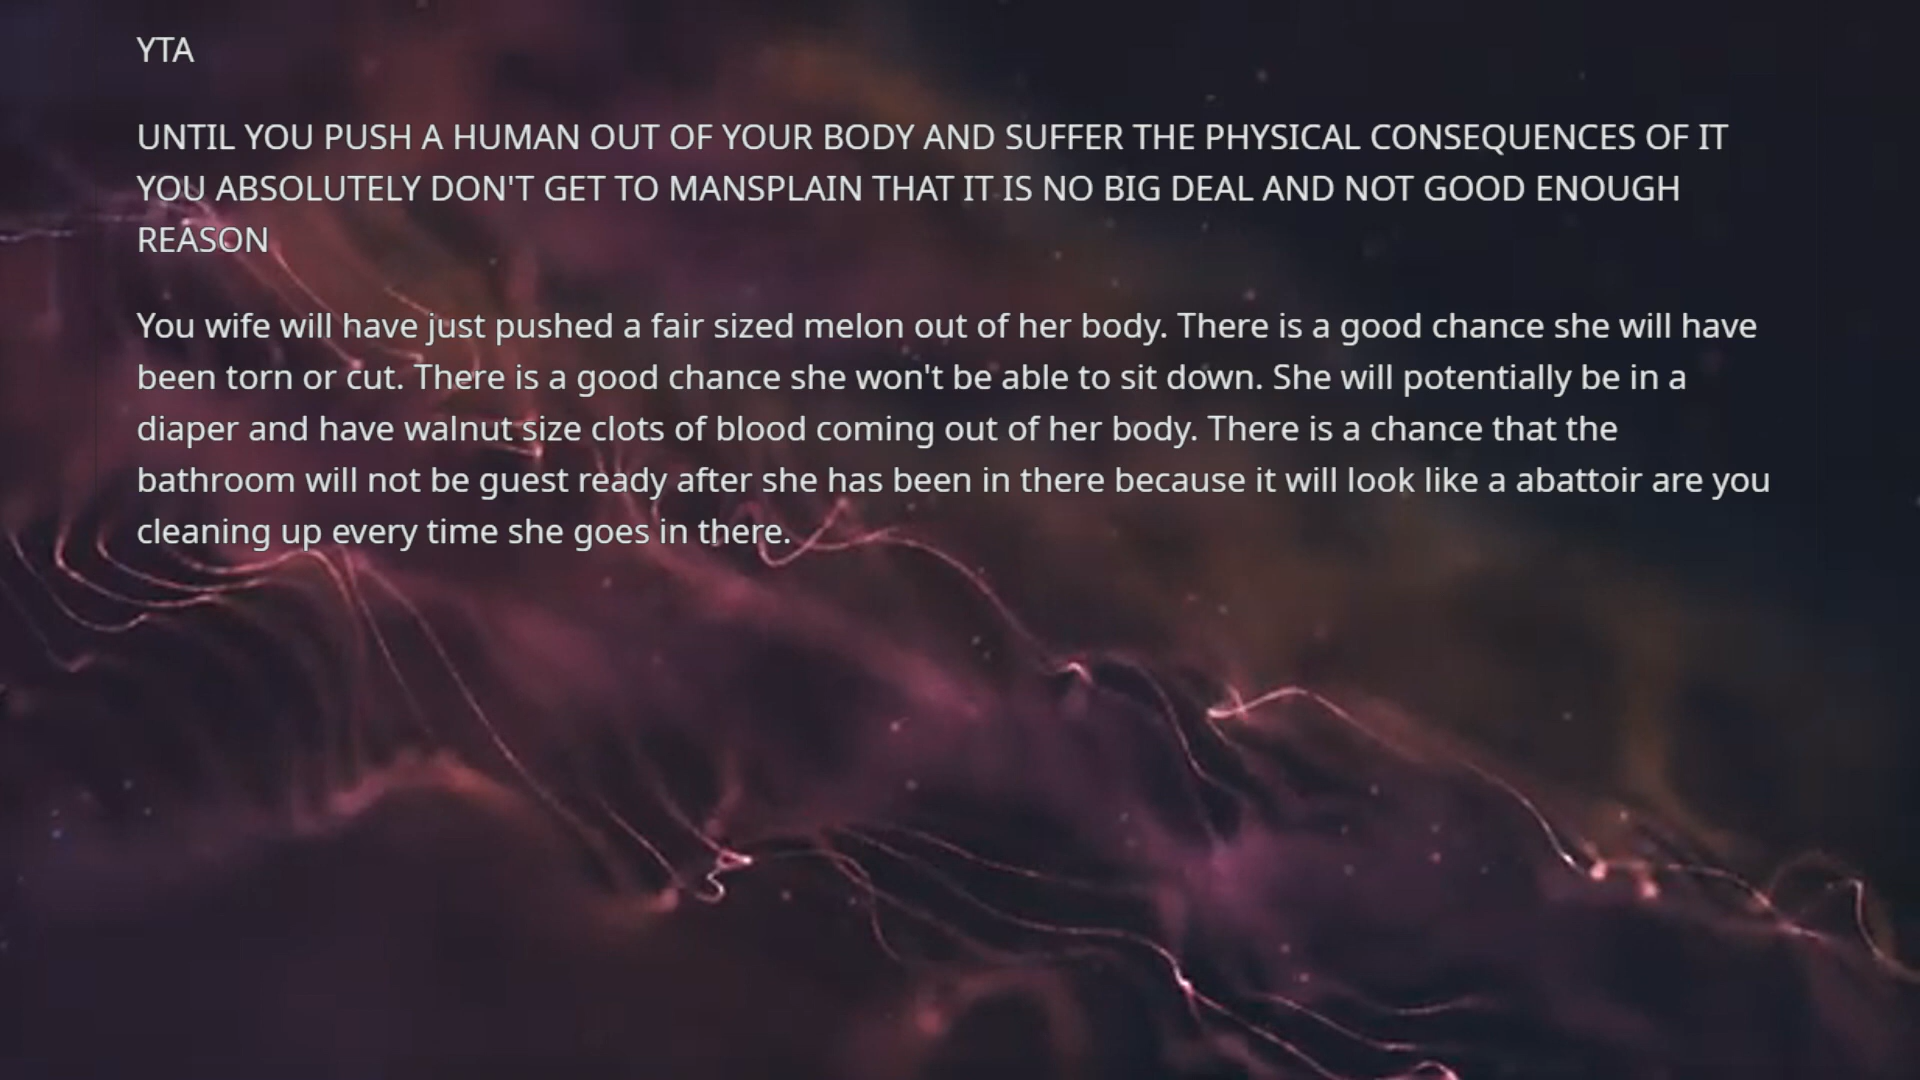 YTA
UNTIL YOU PUSH A HUMAN OUT OF YOUR BODY AND SUFFER THE PHYSICAL CONSEQUENCES OF IT
YOU ABSOLUTELY DON'T GET TO MANSPLAIN THAT IT IS NO BIG DEAL AND NOT GOOD ENOUGH
REASON
You wife will have just pushed a fair sized melon out of her body. There is a good chance she will have
been torn or cut. There is a good chance she won't be able to sit down. She will potentially be in a
diaper and have walnut size clots of blood coming out of her body. There is a chance that the
bathroom will not be guest ready after she has been in there because it will look like a abattoir are you
cleaning up every time she goes in there.